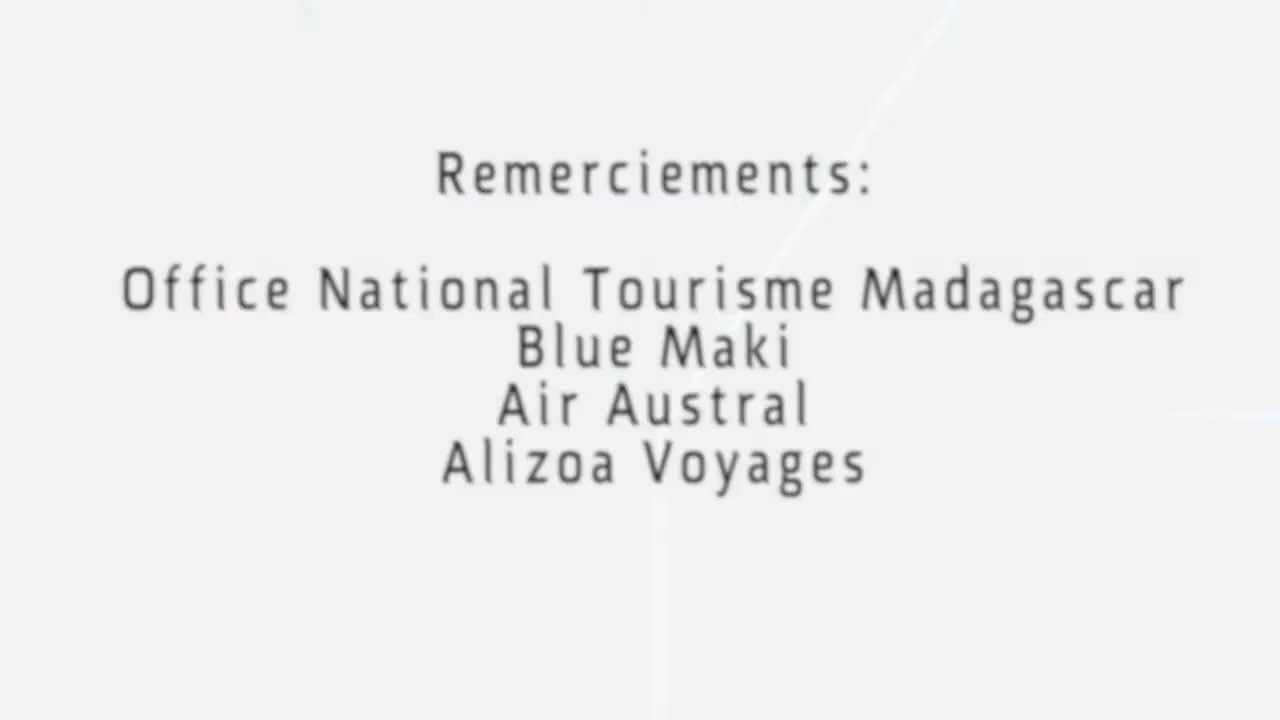 Remerciements:
Office National Tourisme Madagascar
Blue Maki
Air Austral
Alizoa Voyages